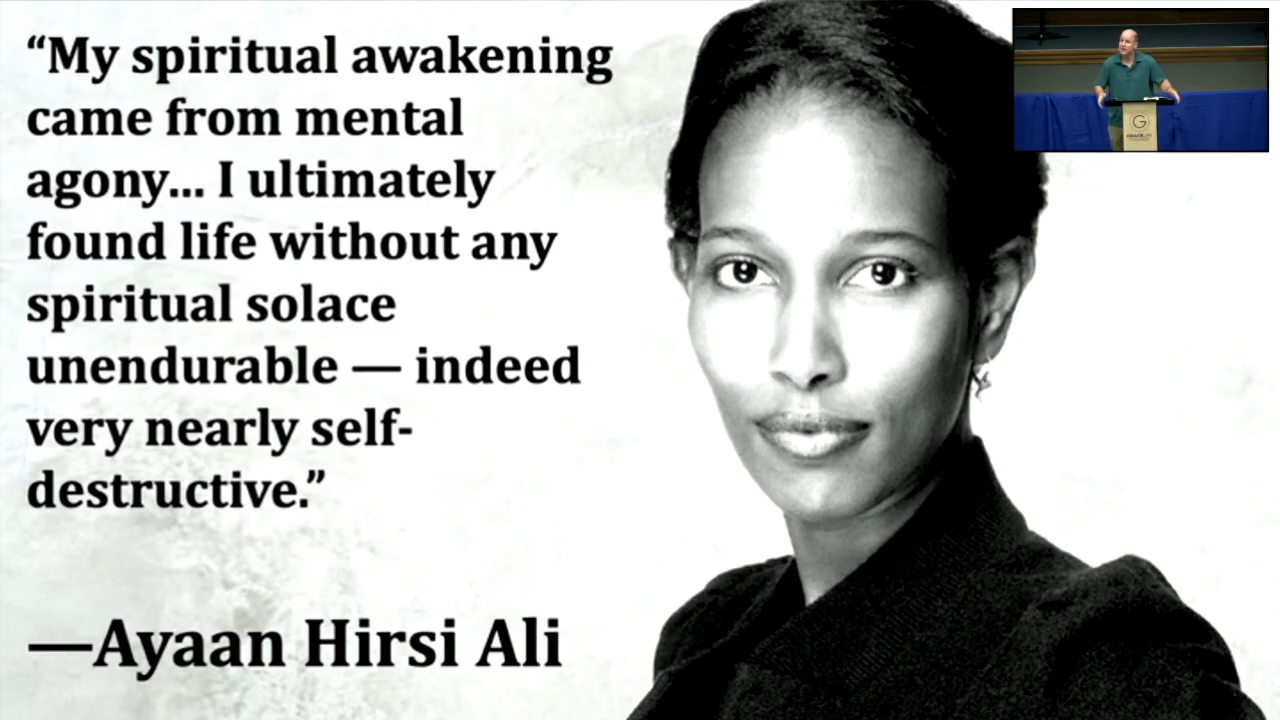 “My spiritual awakening
came from mental
agony... I ultimately
found life without any
spiritual solace
unendurable — indeed
very nearly self-
destructive.”
—Ayaan Hirsi Ali
G